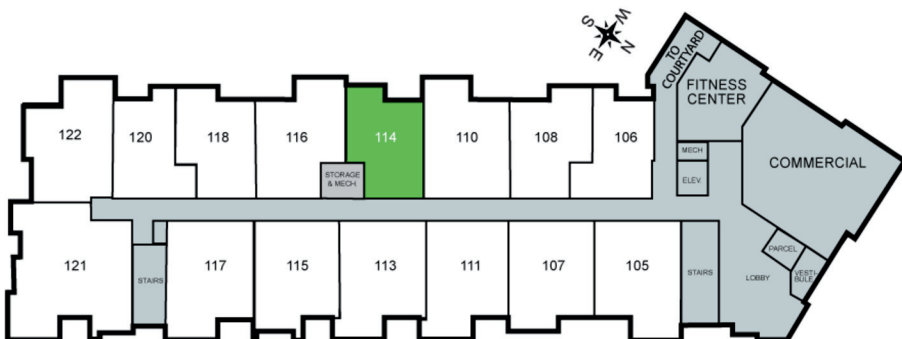 S
W
E
N
TO
COURTYARD
FITNESS
CENTER
122
120
118
116
114
110
108
106
MECH
COMMERCIAL
STORAGE
& MECH.
ELEV.
121
STAIRS
117
115
113
111
107
105
STAIRS
LOBBY
PARCEL
VESTI-
BULE